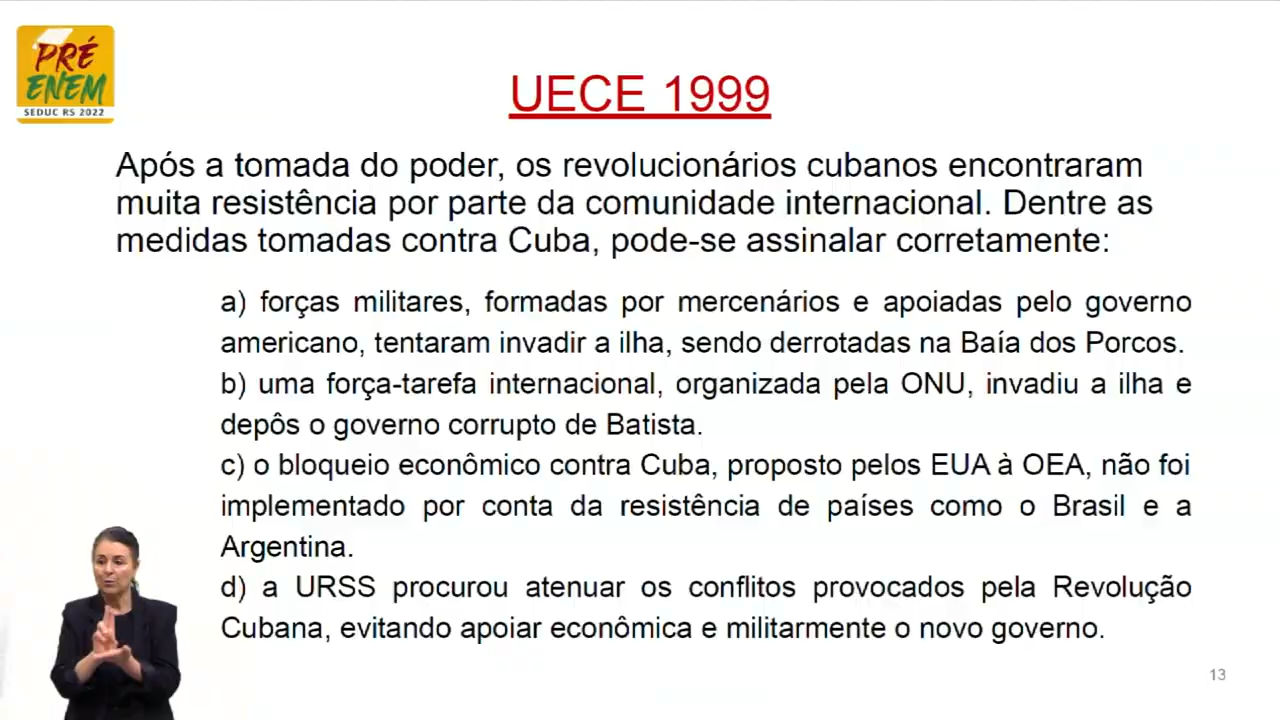 PRÉ
ENEM
SEDUC RS 2022
UECE 1999
Após a tomada do poder, os revolucionários cubanos encontraram
muita resistência por parte da comunidade internacional. Dentre as
medidas tomadas contra Cuba, pode-se assinalar corretamente:
a) forças militares, formadas por mercenários e apoiadas pelo governo
americano, tentaram invadir a ilha, sendo derrotadas na Baía dos Porcos.
b) uma força-tarefa internacional, organizada pela ONU, invadiu a ilha e
depôs o governo corrupto de Batista.
c) o bloqueio econômico contra Cuba, proposto pelos EUA à OEA, não foi
implementado por conta da resistência de países como o Brasil e a
Argentina.
d) a URSS procurou atenuar os conflitos provocados pela Revolução
Cubana, evitando apoiar econômica e militarmente o novo governo.
13